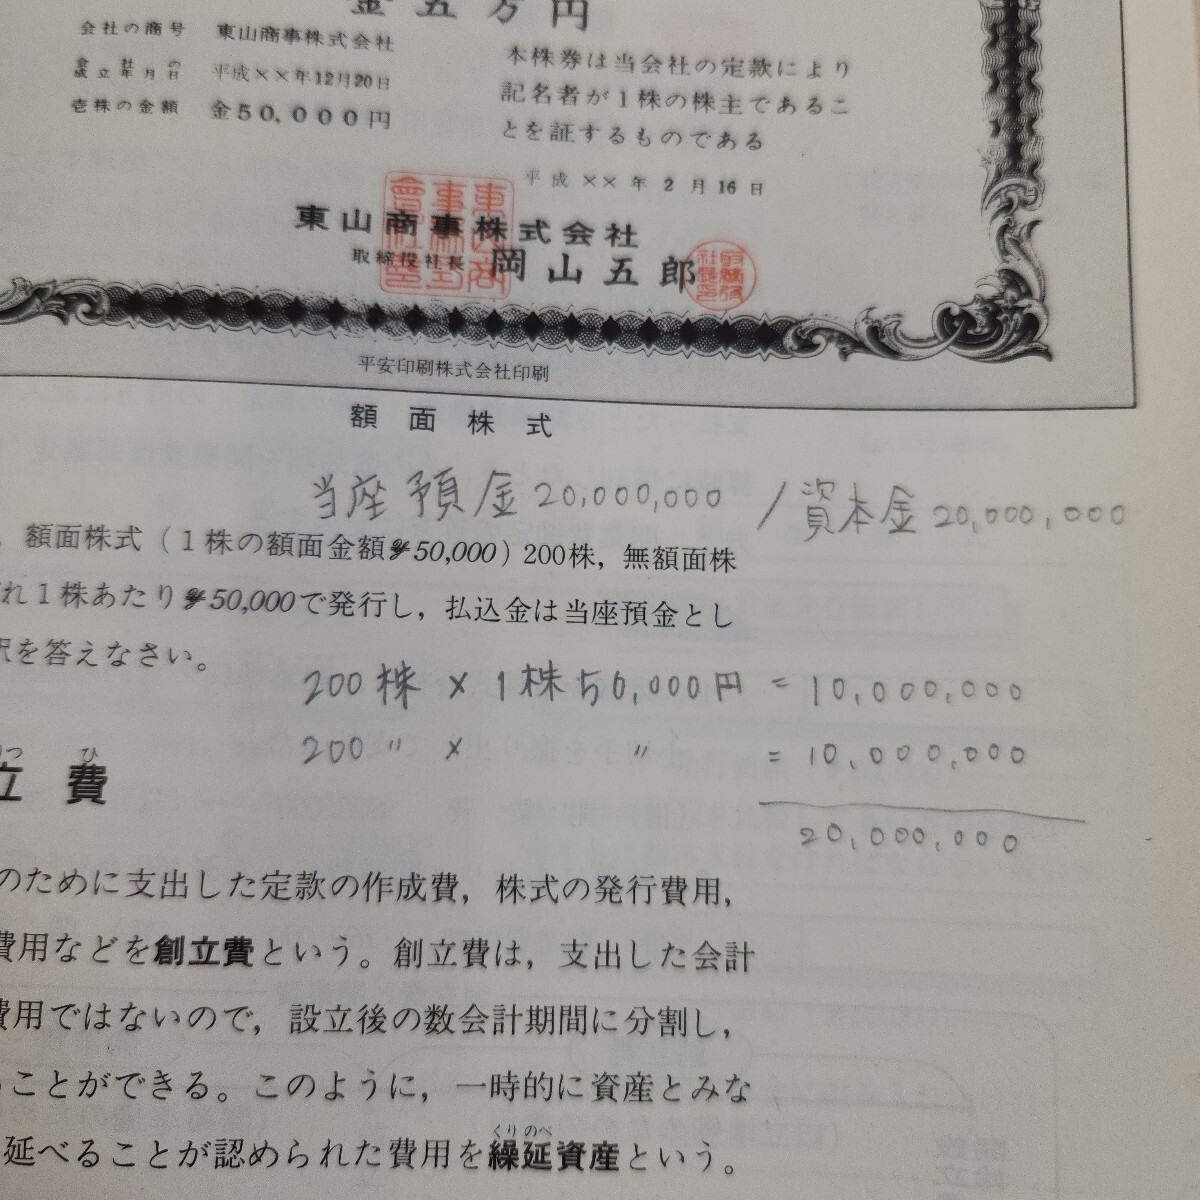 金五万円
会社の商号 東山商事株式会社
会社の成立年月日 平成××年12月20日
壱株の金額 金50,000円
本株券は当会社の定款により
記名者が1株の株主であるこ
とを証するものである
平成××年2月16日
東山商事株式会社
取締役社長 岡山五郎
平安印刷株式会社印刷
額面株式
当座預金20,000,000 /資本金20,000,000
額面株式(1株の額面金額¥50,000)200株,無額面株
れ1株あたり¥50,000で発行し,払込金は当座預金とし
を答えなさい。
200株 × 1株50,000円 = 10,000,000
200 〃 × 〃 = 10,000,000
20,000,000
立費
のために支出した定款の作成費,株式の発行費用,
費用などを創立費という。創立費は,支出した会計
費用ではないので,設立後の数会計期間に分割し,
ことができる。このように,一時的に資産とみな
延べることが認められた費用を繰延資産という。